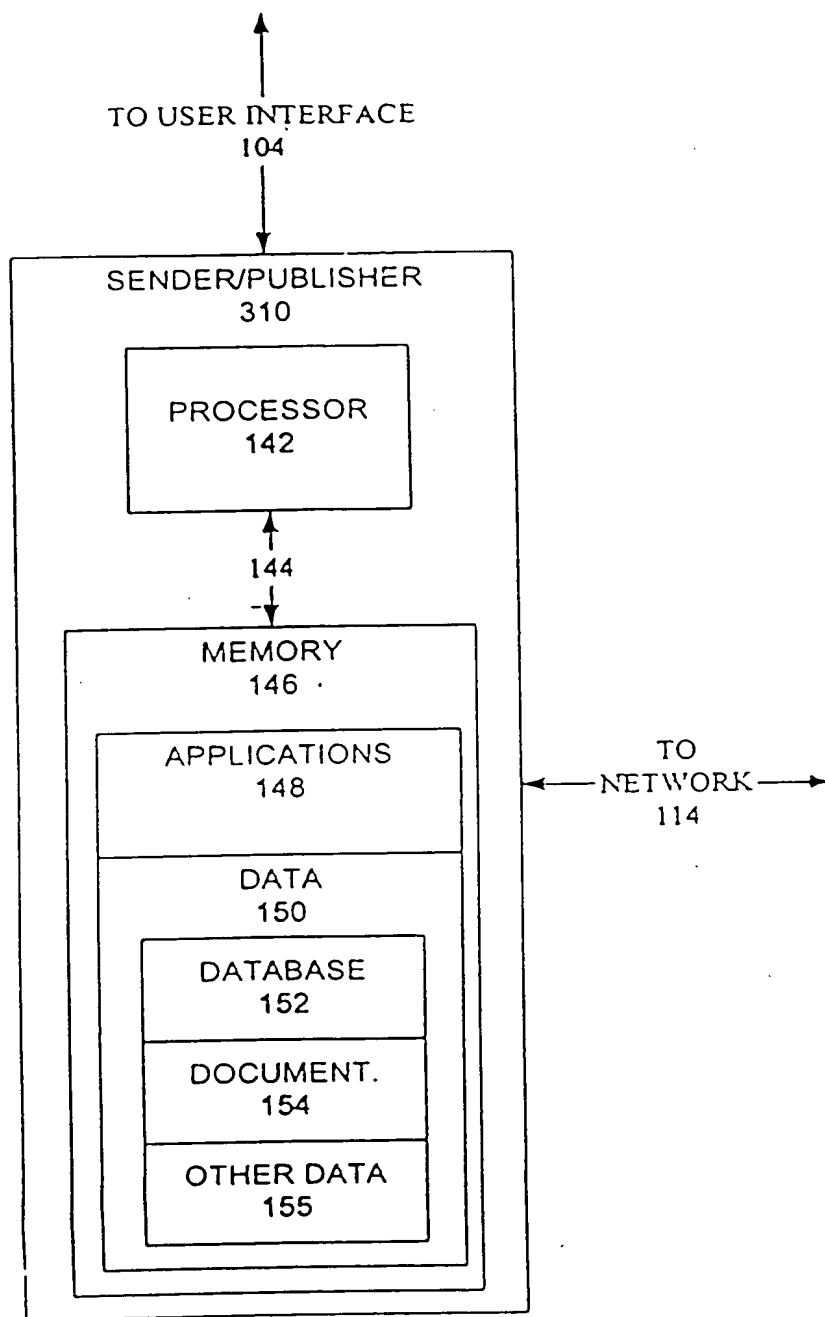 TO USER INTERFACE
104
SENDER/PUBLISHER
310
PROCESSOR
142
144
MEMORY
146
APPLICATIONS
148
TO
NETWORK
114
DATA
150
DATABASE
152
DOCUMENT.
154
OTHER DATA
155